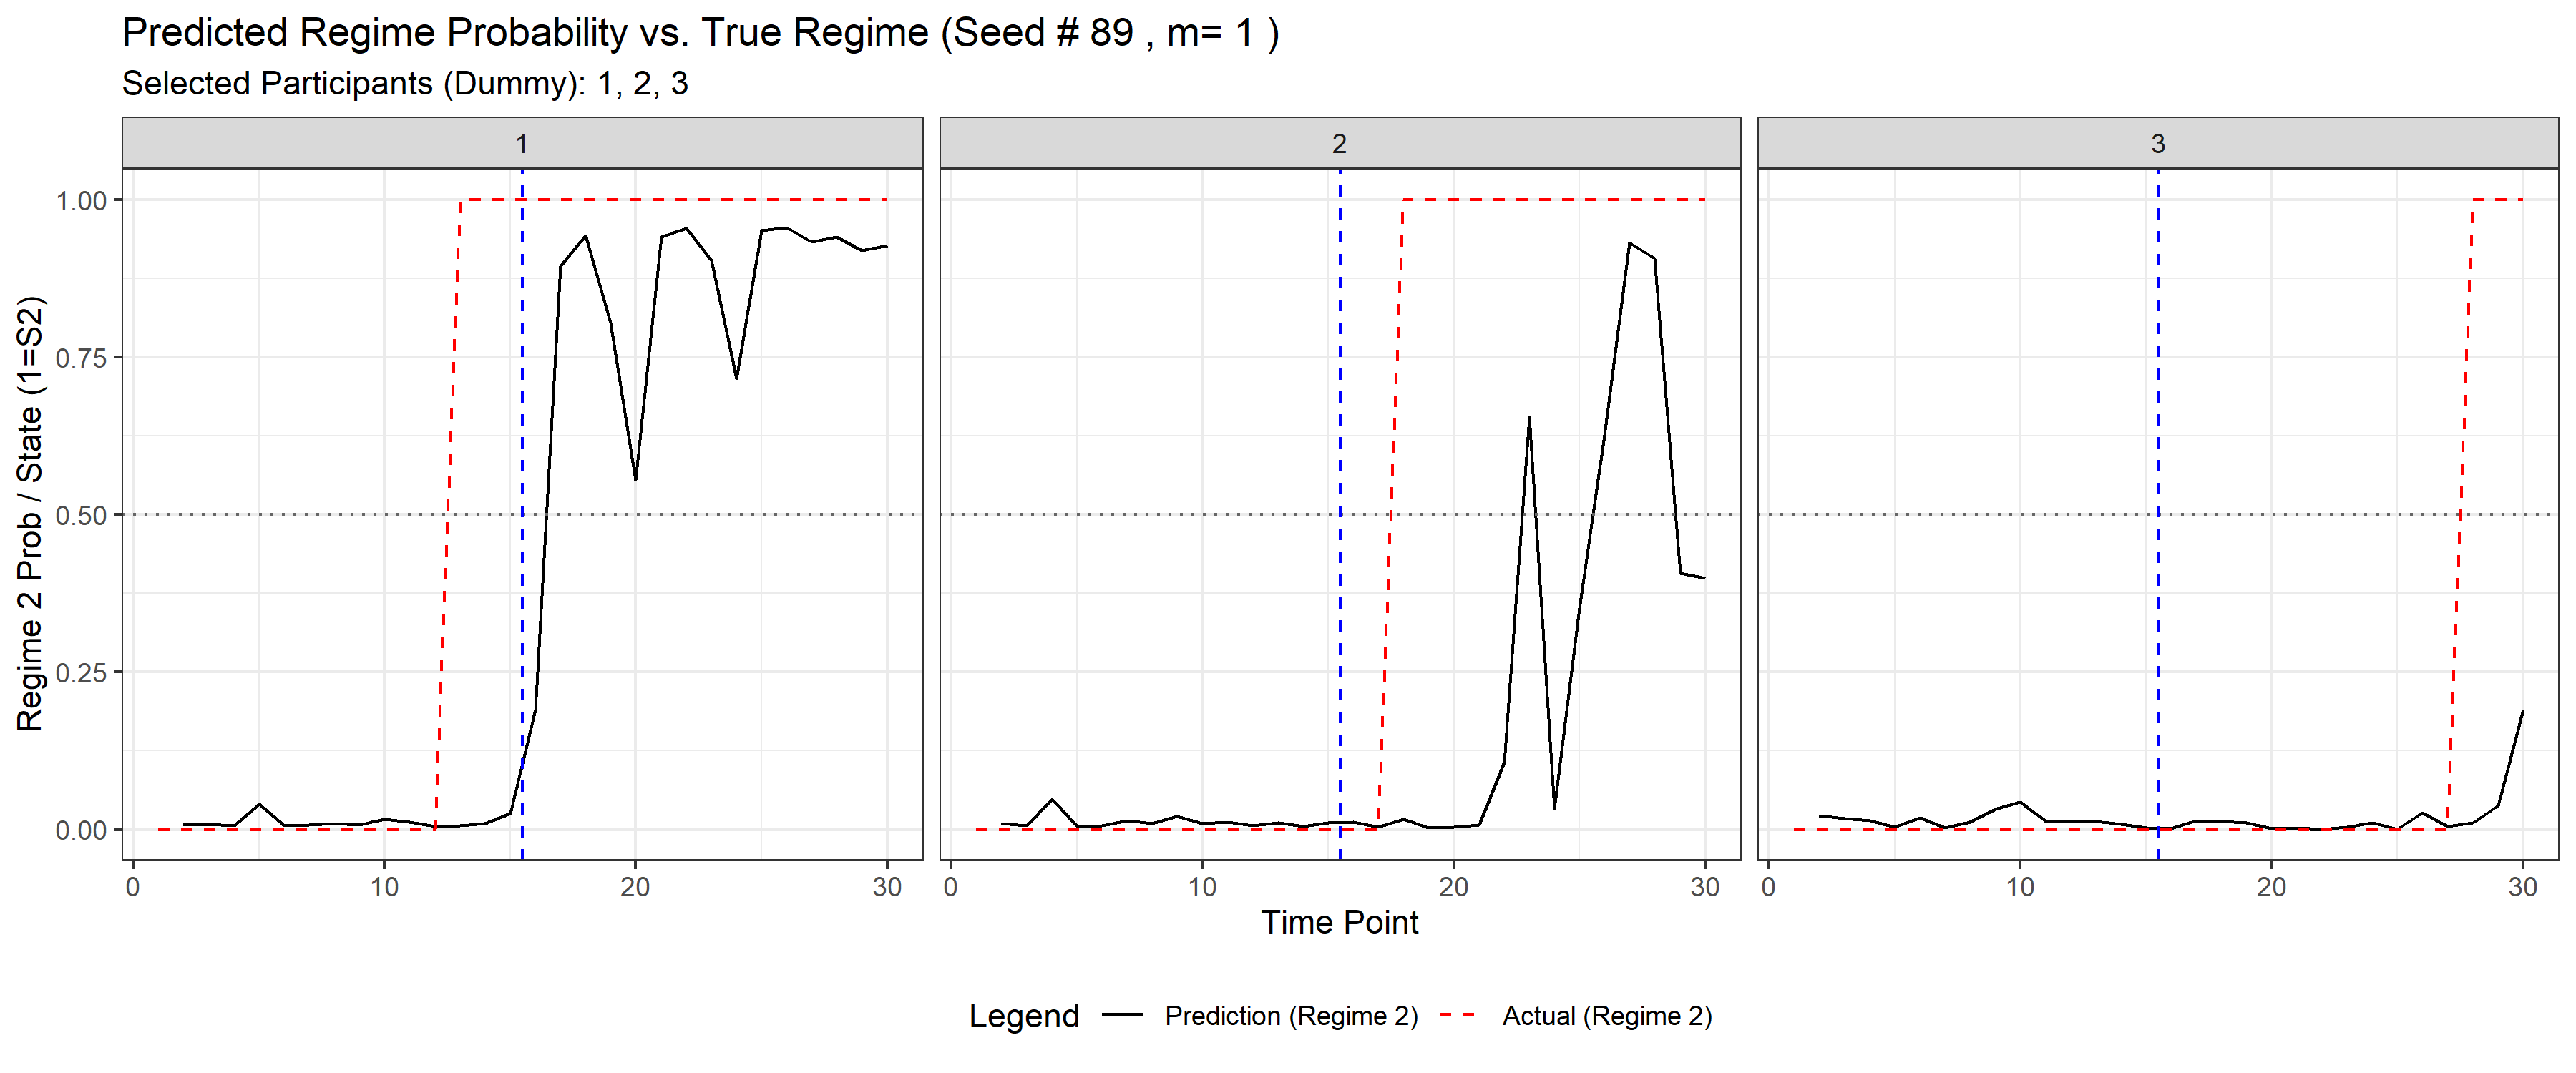 Predicted Regime Probability vs. True Regime (Seed # 89 , m= 1 )
Selected Participants (Dummy): 1, 2, 3
1 2 3
Regime 2 Prob / State (1=S2)
1.00
0.75
0.50
0.25
0.00
0 10 20 30 0 10 20 30 0 10 20 30
Time Point
Legend Prediction (Regime 2) Actual (Regime 2)